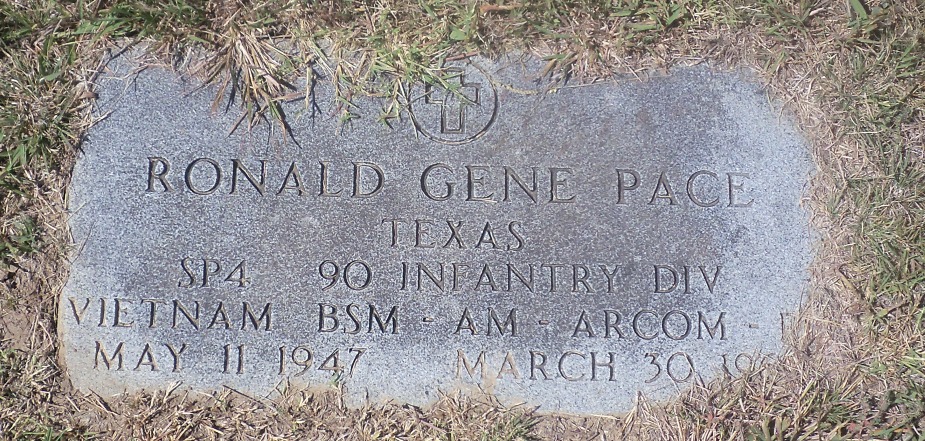 RONALD GENE PACE
TEXAS
SP4 90 INFANTRY DIV
VIETNAM BSM - AM - ARCOM -
MAY 11 1947 MARCH 30